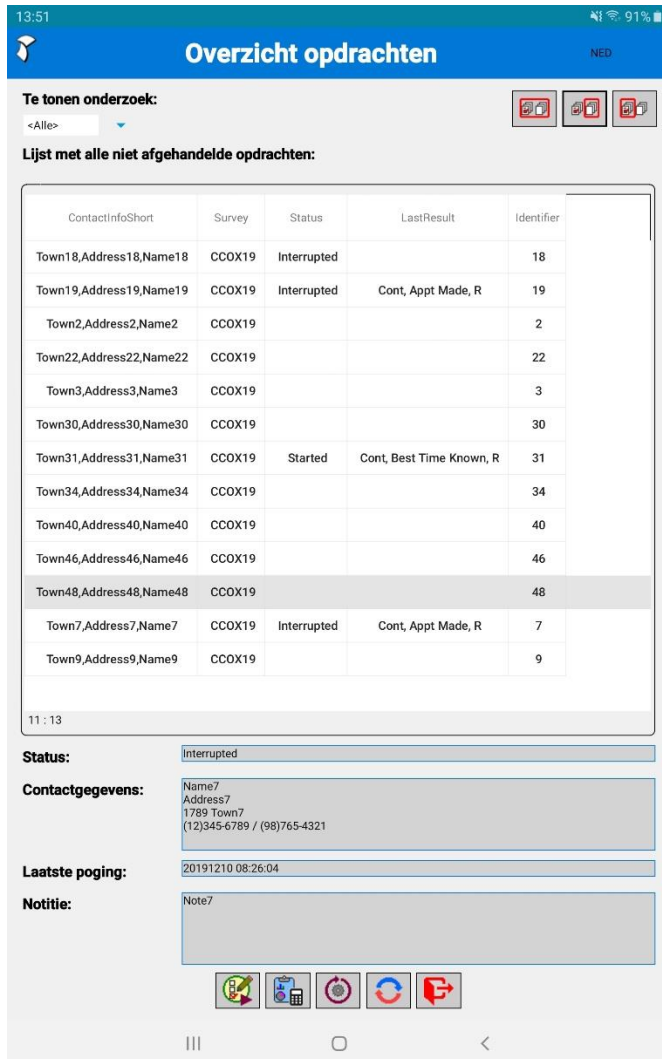 13:51 91%
Overzicht opdrachten NED
Te tonen onderzoek:
<Alle>
Lijst met alle niet afgehandelde opdrachten:
ContactInfoShort Survey Status LastResult Identifier
Town18,Address18,Name18 CCOX19 Interrupted 18
Town19,Address19,Name19 CCOX19 Interrupted Cont, Appt Made, R 19
Town2,Address2,Name2 CCOX19 2
Town22,Address22,Name22 CCOX19 22
Town3,Address3,Name3 CCOX19 3
Town30,Address30,Name30 CCOX19 30
Town31,Address31,Name31 CCOX19 Started Cont, Best Time Known, R 31
Town34,Address34,Name34 CCOX19 34
Town40,Address40,Name40 CCOX19 40
Town46,Address46,Name46 CCOX19 46
Town48,Address48,Name48 CCOX19 48
Town7,Address7,Name7 CCOX19 Interrupted Cont, Appt Made, R 7
Town9,Address9,Name9 CCOX19 9
11 : 13
Status: Interrupted
Contactgegevens: Name7
Address7
1789 Town7
(12)345-6789 / (98)765-4321
Laatste poging: 20191210 08:26:04
Notitie: Note7